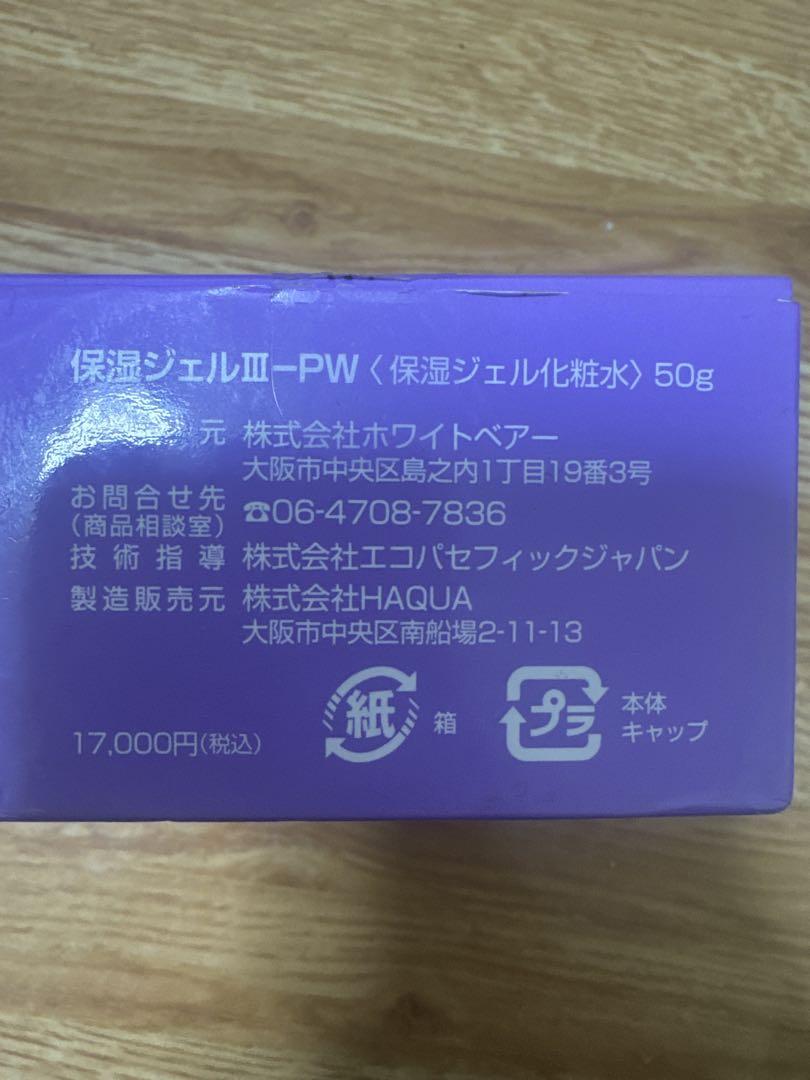 保湿ジェルⅢ－PW〈保湿ジェル化粧水〉50g
元 株式会社ホワイトベアー
大阪市中央区島之内1丁目19番3号
お問合せ先
(商品相談室) ☎06-4708-7836
技術指導 株式会社エコパセフィックジャパン
製造販売元 株式会社HAQUA
大阪市中央区南船場2-11-13
17,000円(税込)
紙 箱
プラ 本体
キャップ